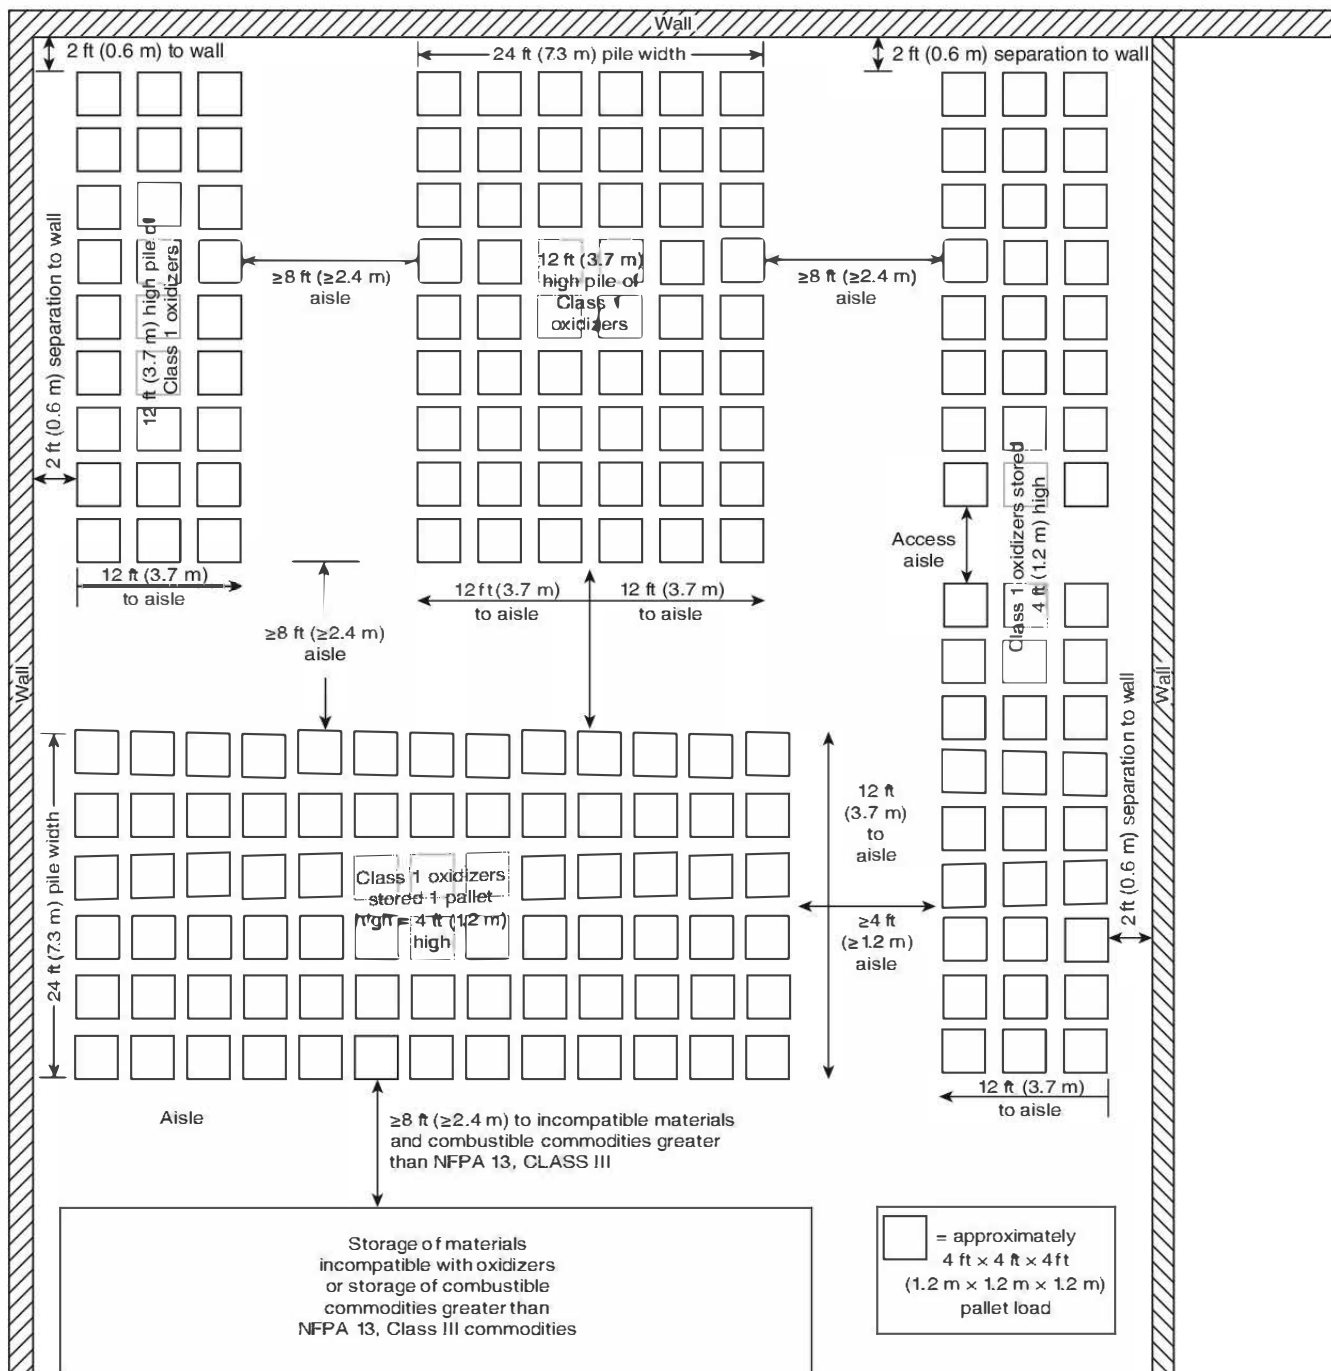 Wall
2 ft (0.6 m) to wall
24 ft (7.3 m) pile width
2 ft (0.6 m) separation to wall
2 ft (0.6 m) separation to wall
12 ft (3.7 m) high pile of
Class 1 oxidizers
≥8 ft (≥2.4 m)
aisle
12 ft (3.7 m)
high pile of
Class 1
oxidizers
≥8 ft (≥2.4 m)
aisle
Access
aisle
Class 1 oxidizers stored
4 ft (1.2 m) high
12 ft (3.7 m)
to aisle
12 ft (3.7 m)
to aisle
12 ft (3.7 m)
to aisle
≥8 ft (≥2.4 m)
aisle
Wall
Wall
2 ft (0.6 m) separation to wall
24 ft (7.3 m) pile width
Class 1 oxidizers
stored 1 pallet
high = 4 ft (1.2 m)
high
12 ft
(3.7 m)
to
aisle
≥4 ft
(≥1.2 m)
aisle
12 ft (3.7 m)
to aisle
Aisle
≥8 ft (≥2.4 m) to incompatible materials
and combustible commodities greater
than NFPA 13, CLASS III
Storage of materials
incompatible with oxidizers
or storage of combustible
commodities greater than
NFPA 13, Class III commodities
= approximately
4 ft × 4 ft × 4 ft
(1.2 m × 1.2 m × 1.2 m)
pallet load